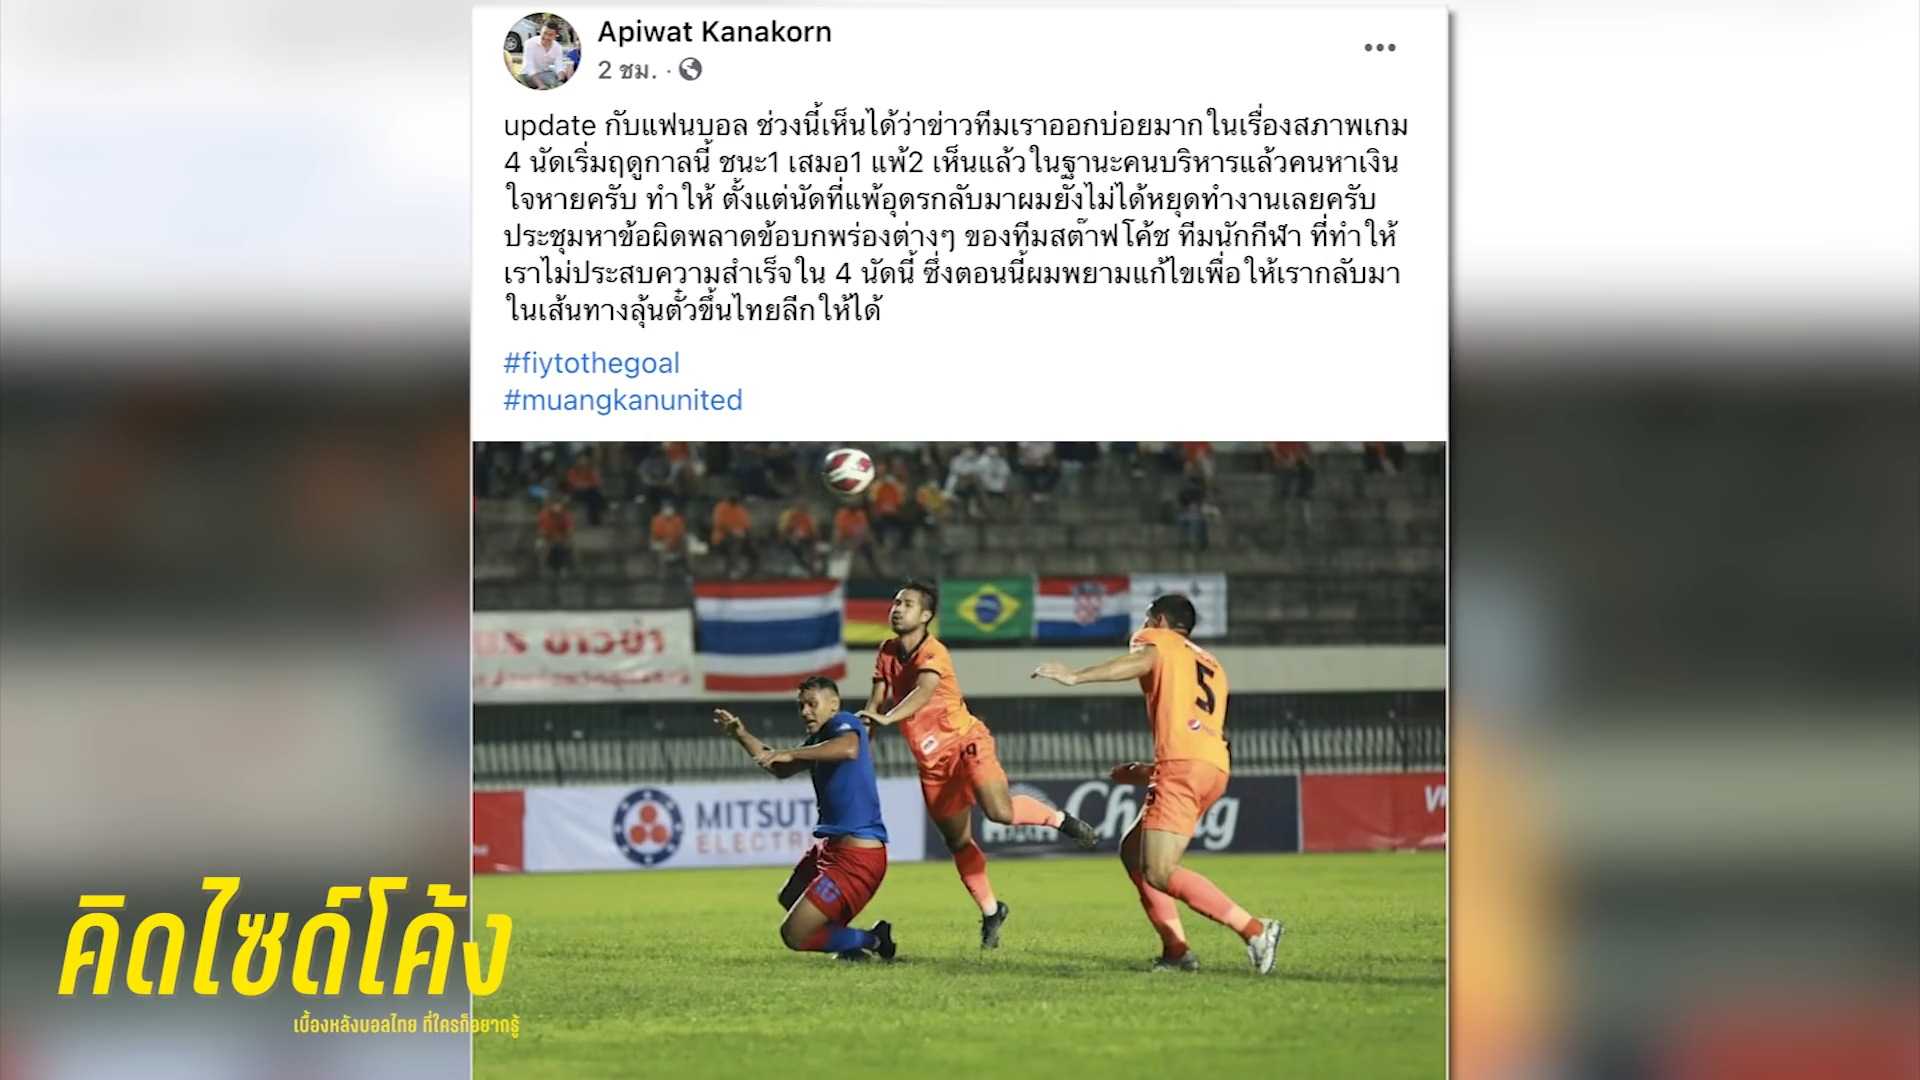 Apiwat Kanakorn
2 ชม. ·
update กับแฟนบอล ช่วงนี้เห็นได้ว่าข่าวทีมเราออกบ่อยมากในเรื่องสภาพเกม
4 นัดเริ่มฤดูกาลนี้ ชนะ1 เสมอ1 แพ้2 เห็นแล้วในฐานะคนบริหารแล้วคนหาเงิน
ใจหายครับ ทำให้ ตั้งแต่นัดที่แพ้อุดรกลับมาผมยังไม่ได้หยุดทำงานเลยครับ
ประชุมหาข้อผิดพลาดข้อบกพร่องต่างๆ ของทีมสต๊าฟโค้ช ทีมนักกีฬา ที่ทำให้
เราไม่ประสบความสำเร็จใน 4 นัดนี้ ซึ่งตอนนี้ผมพยามแก้ไขเพื่อให้เรากลับมา
ในเส้นทางลุ้นตั๋วขึ้นไทยลีกให้ได้
#fiytothegoal
#muangkanunited
5
9
10
MITSUT
ELECTR
Chang
คิดไซด์โค้ง
เบื้องหลังบอลไทย ที่ใครก็อยากรู้